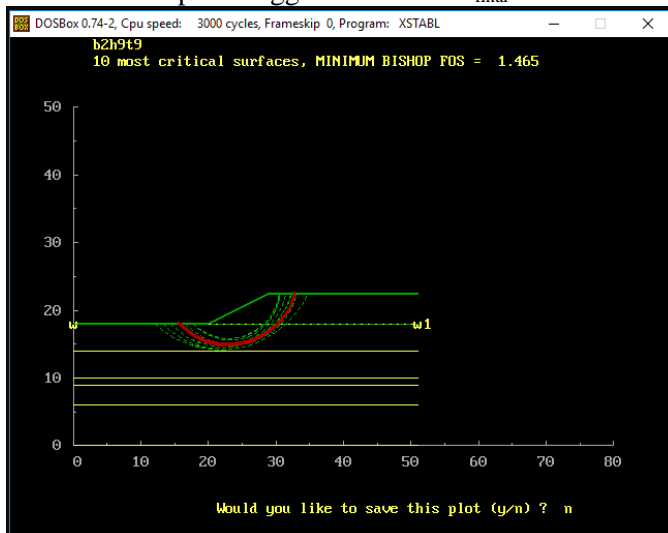 final
DOSBox 0.74-2, Cpu speed: 3000 cycles, Frameskip 0, Program: XSTABL
b2h9t9
10 most critical surfaces, MINIMUM BISHOP FOS = 1.465
50
40
30
20
w w1
10
0
0 10 20 30 40 50 60 70 80
Would you like to save this plot (y/n) ? n